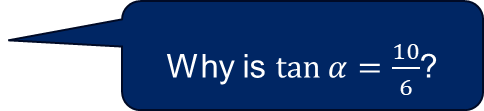 Why is tan α = 10/6?